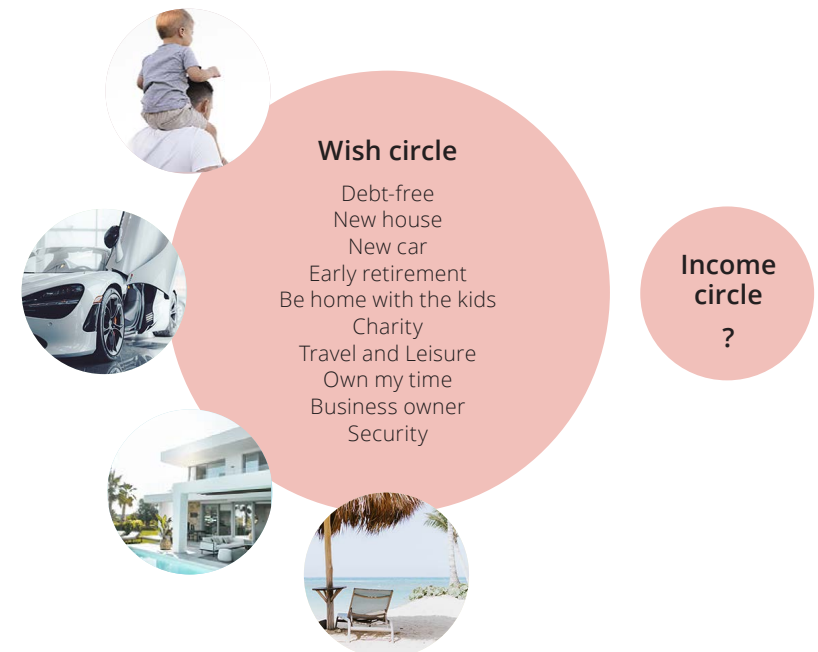 Wish circle
Debt-free
New house
New car
Early retirement
Be home with the kids
Charity
Travel and Leisure
Own my time
Business owner
Security
Income
circle
?